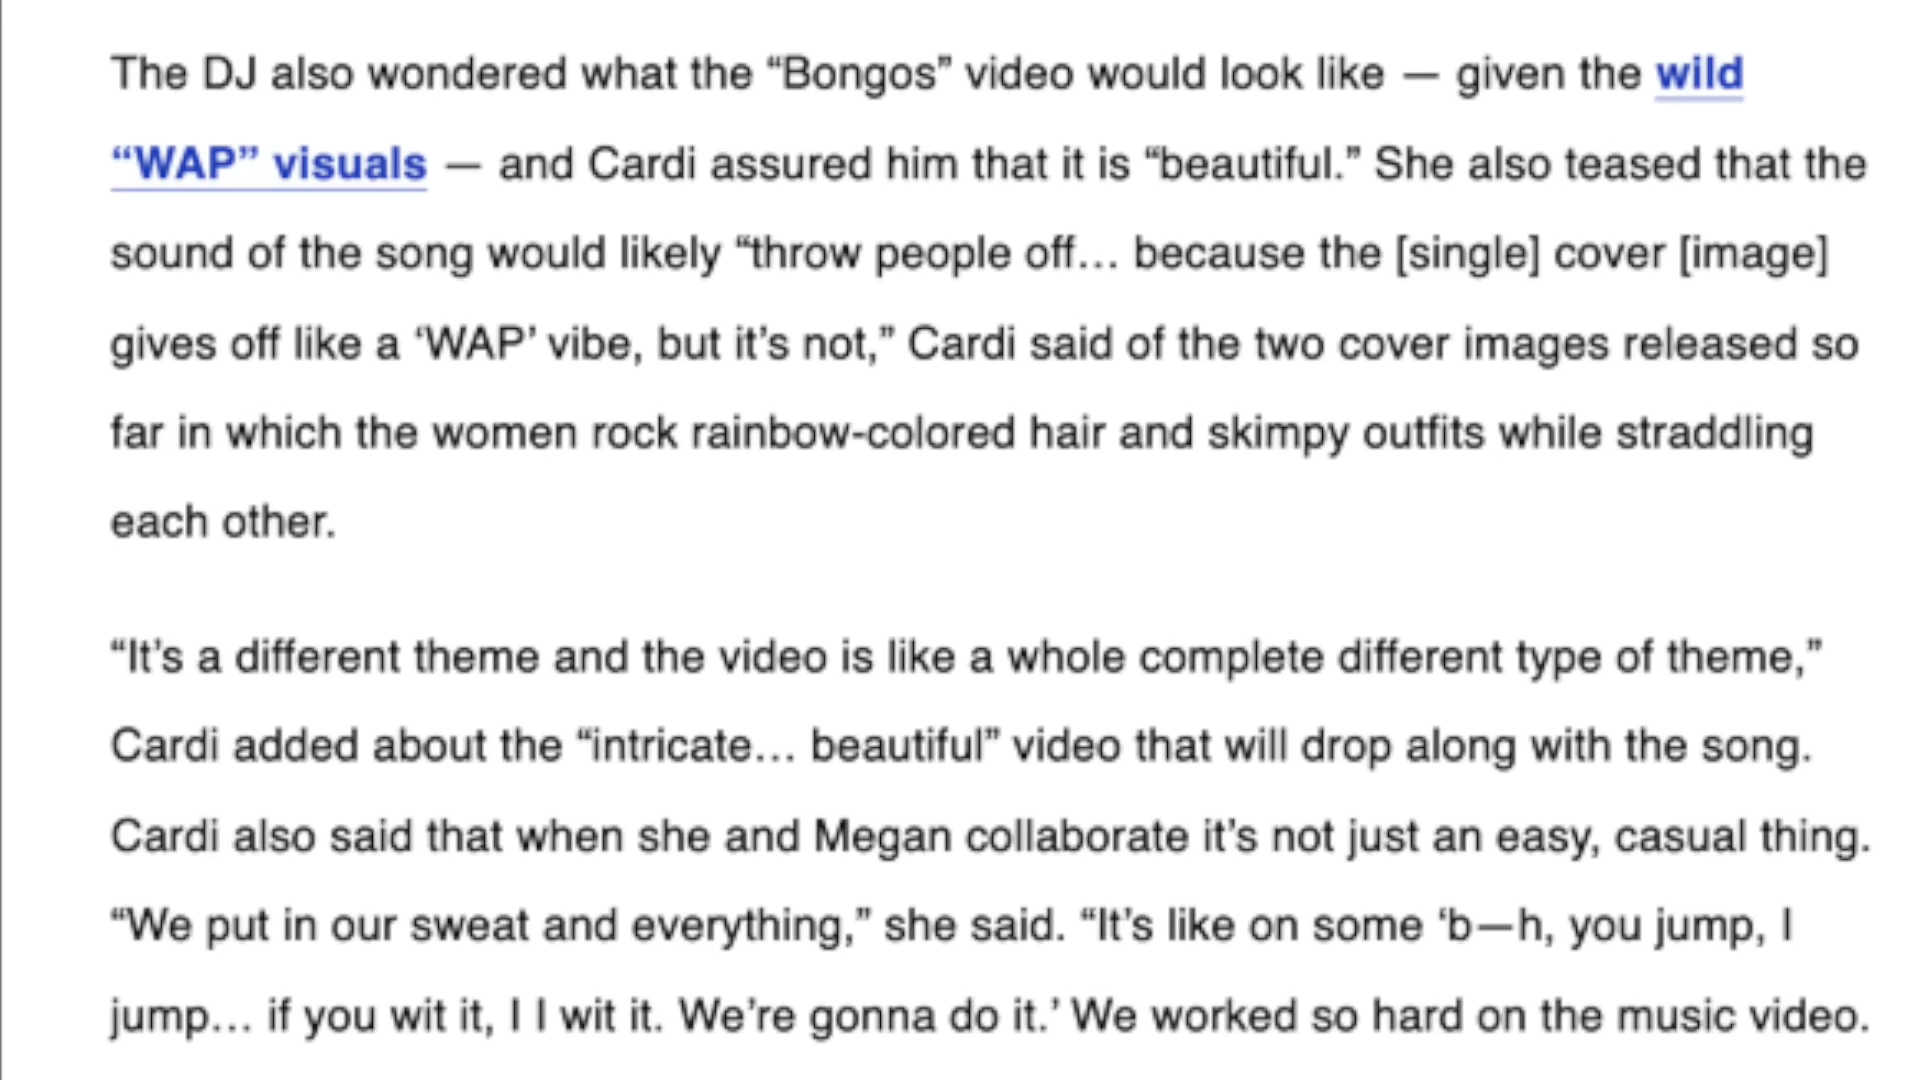 The DJ also wondered what the “Bongos” video would look like — given the wild
“WAP” visuals — and Cardi assured him that it is “beautiful.” She also teased that the
sound of the song would likely “throw people off… because the [single] cover [image]
gives off like a ‘WAP’ vibe, but it’s not,” Cardi said of the two cover images released so
far in which the women rock rainbow-colored hair and skimpy outfits while straddling
each other.
“It’s a different theme and the video is like a whole complete different type of theme,”
Cardi added about the “intricate… beautiful” video that will drop along with the song.
Cardi also said that when she and Megan collaborate it’s not just an easy, casual thing.
“We put in our sweat and everything,” she said. “It’s like on some ‘b—h, you jump, I
jump… if you wit it, I I wit it. We’re gonna do it.’ We worked so hard on the music video.